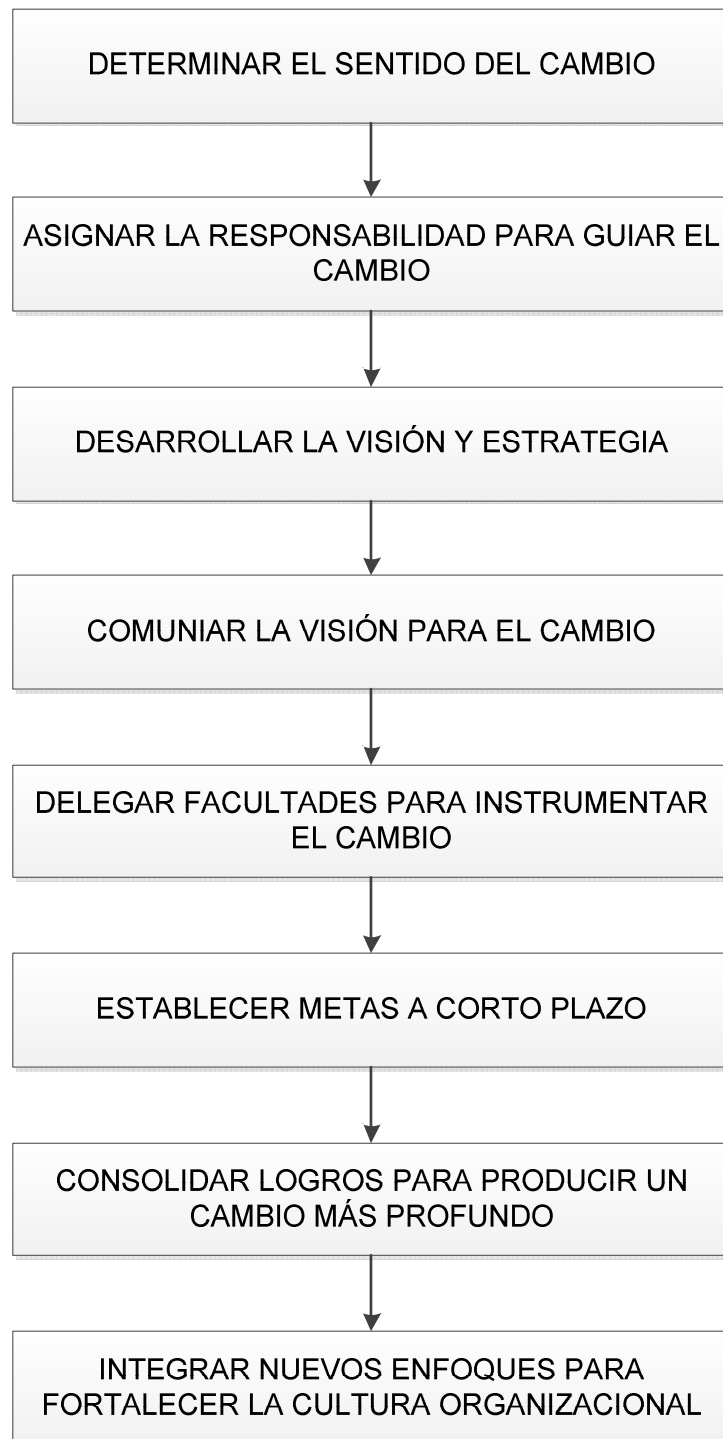 DETERMINAR EL SENTIDO DEL CAMBIO
ASIGNAR LA RESPONSABILIDAD PARA GUIAR EL
CAMBIO
DESARROLLAR LA VISIÓN Y ESTRATEGIA
COMUNIAR LA VISIÓN PARA EL CAMBIO
DELEGAR FACULTADES PARA INSTRUMENTAR
EL CAMBIO
ESTABLECER METAS A CORTO PLAZO
CONSOLIDAR LOGROS PARA PRODUCIR UN
CAMBIO MÁS PROFUNDO
INTEGRAR NUEVOS ENFOQUES PARA
FORTALECER LA CULTURA ORGANIZACIONAL